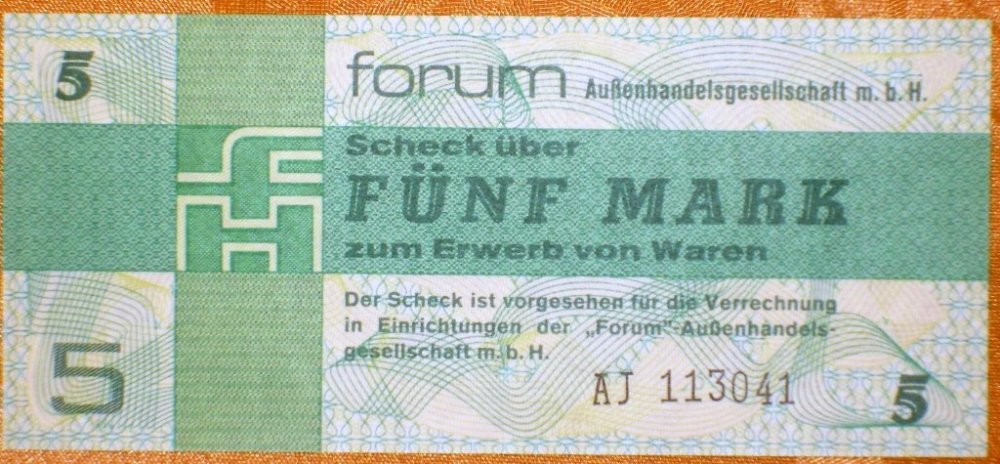 5
forum Außenhandelsgesellschaft m. b. H.
Scheck über
FÜNF MARK
zum Erwerb von Waren
Der Scheck ist vorgesehen für die Verrechnung
in Einrichtungen der „Forum"-Außenhandels-
gesellschaft m. b. H.
5
AJ 113041
5